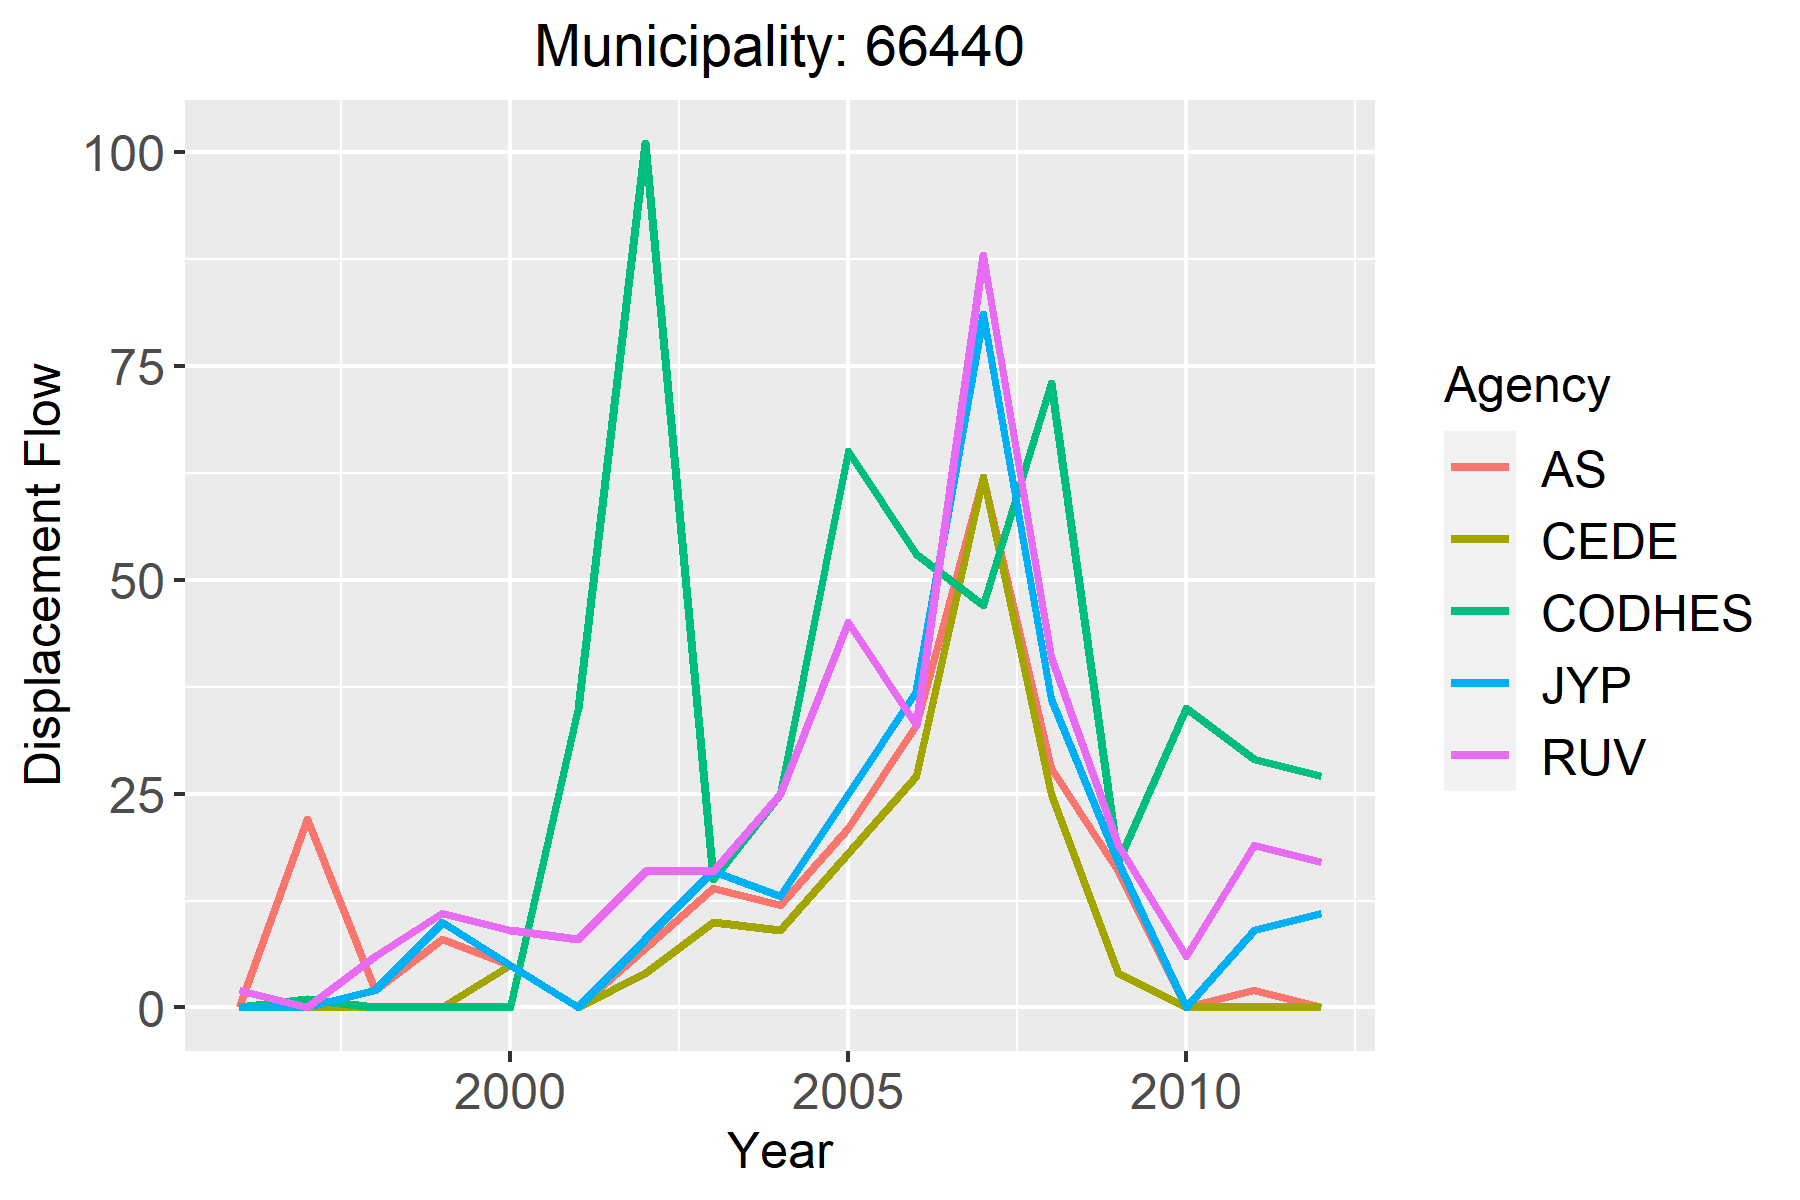 Municipality: 66440
Displacement Flow
100
75
50
25
0
2000 2005 2010
Year
Agency
AS
CEDE
CODHES
JYP
RUV